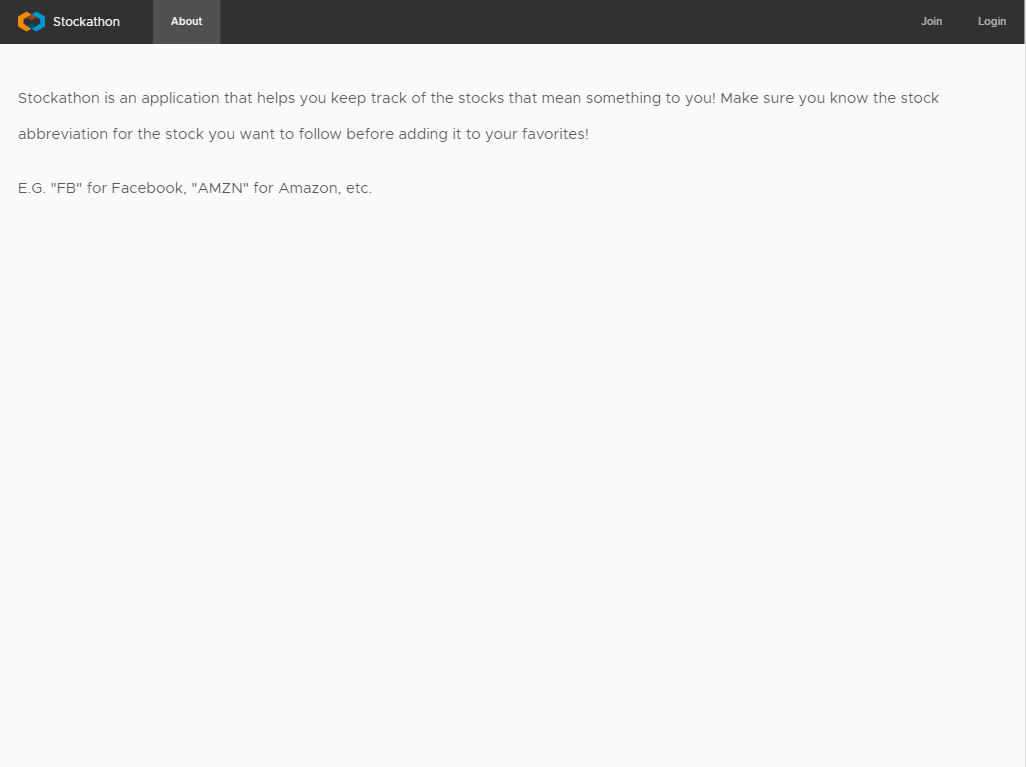 Stockathon About Join Login
Stockathon is an application that helps you keep track of the stocks that mean something to you! Make sure you know the stock
abbreviation for the stock you want to follow before adding it to your favorites!
E.G. "FB" for Facebook, "AMZN" for Amazon, etc.